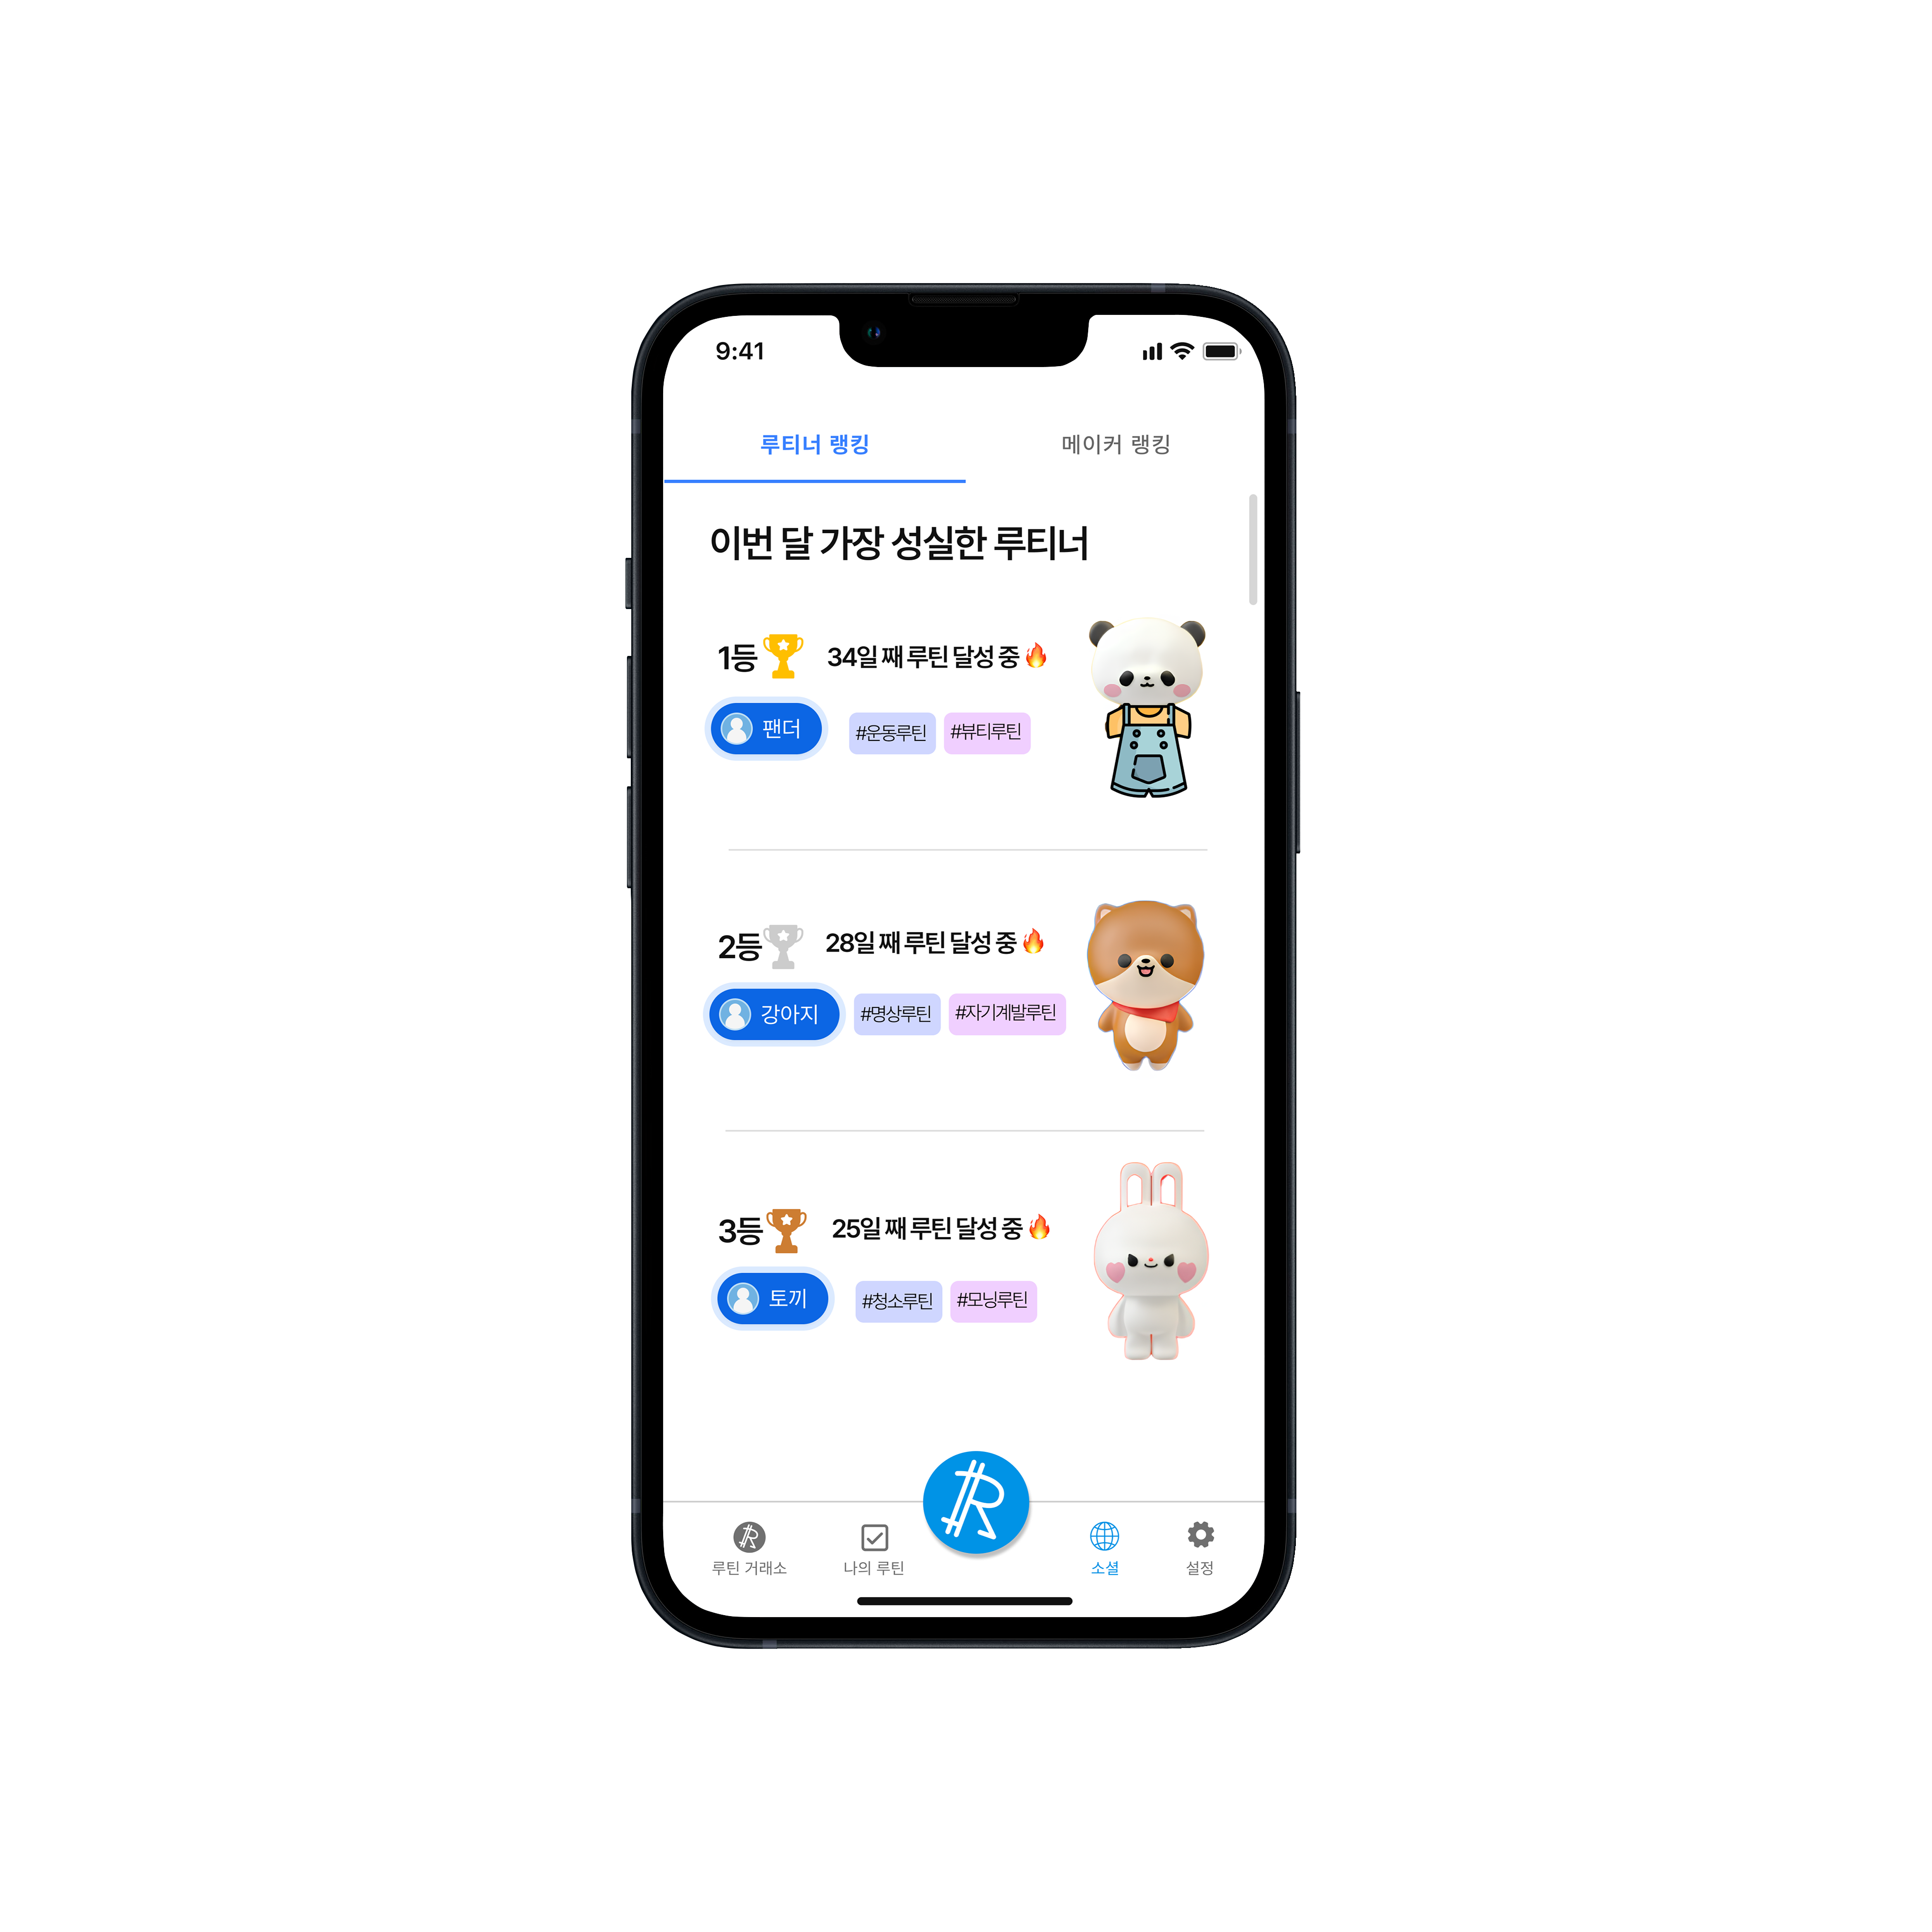 9:41
루티너 랭킹 메이커 랭킹
이번 달 가장 성실한 루티너
1등 34일 째 루틴 달성 중🔥
팬더 #운동루틴 #뷰티루틴
2등 28일 째 루틴 달성 중🔥
강아지 #명상루틴 #자기계발루틴
3등 25일 째 루틴 달성 중🔥
토끼 #청소루틴 #모닝루틴
루틴 거래소 나의 루틴 소셜 설정